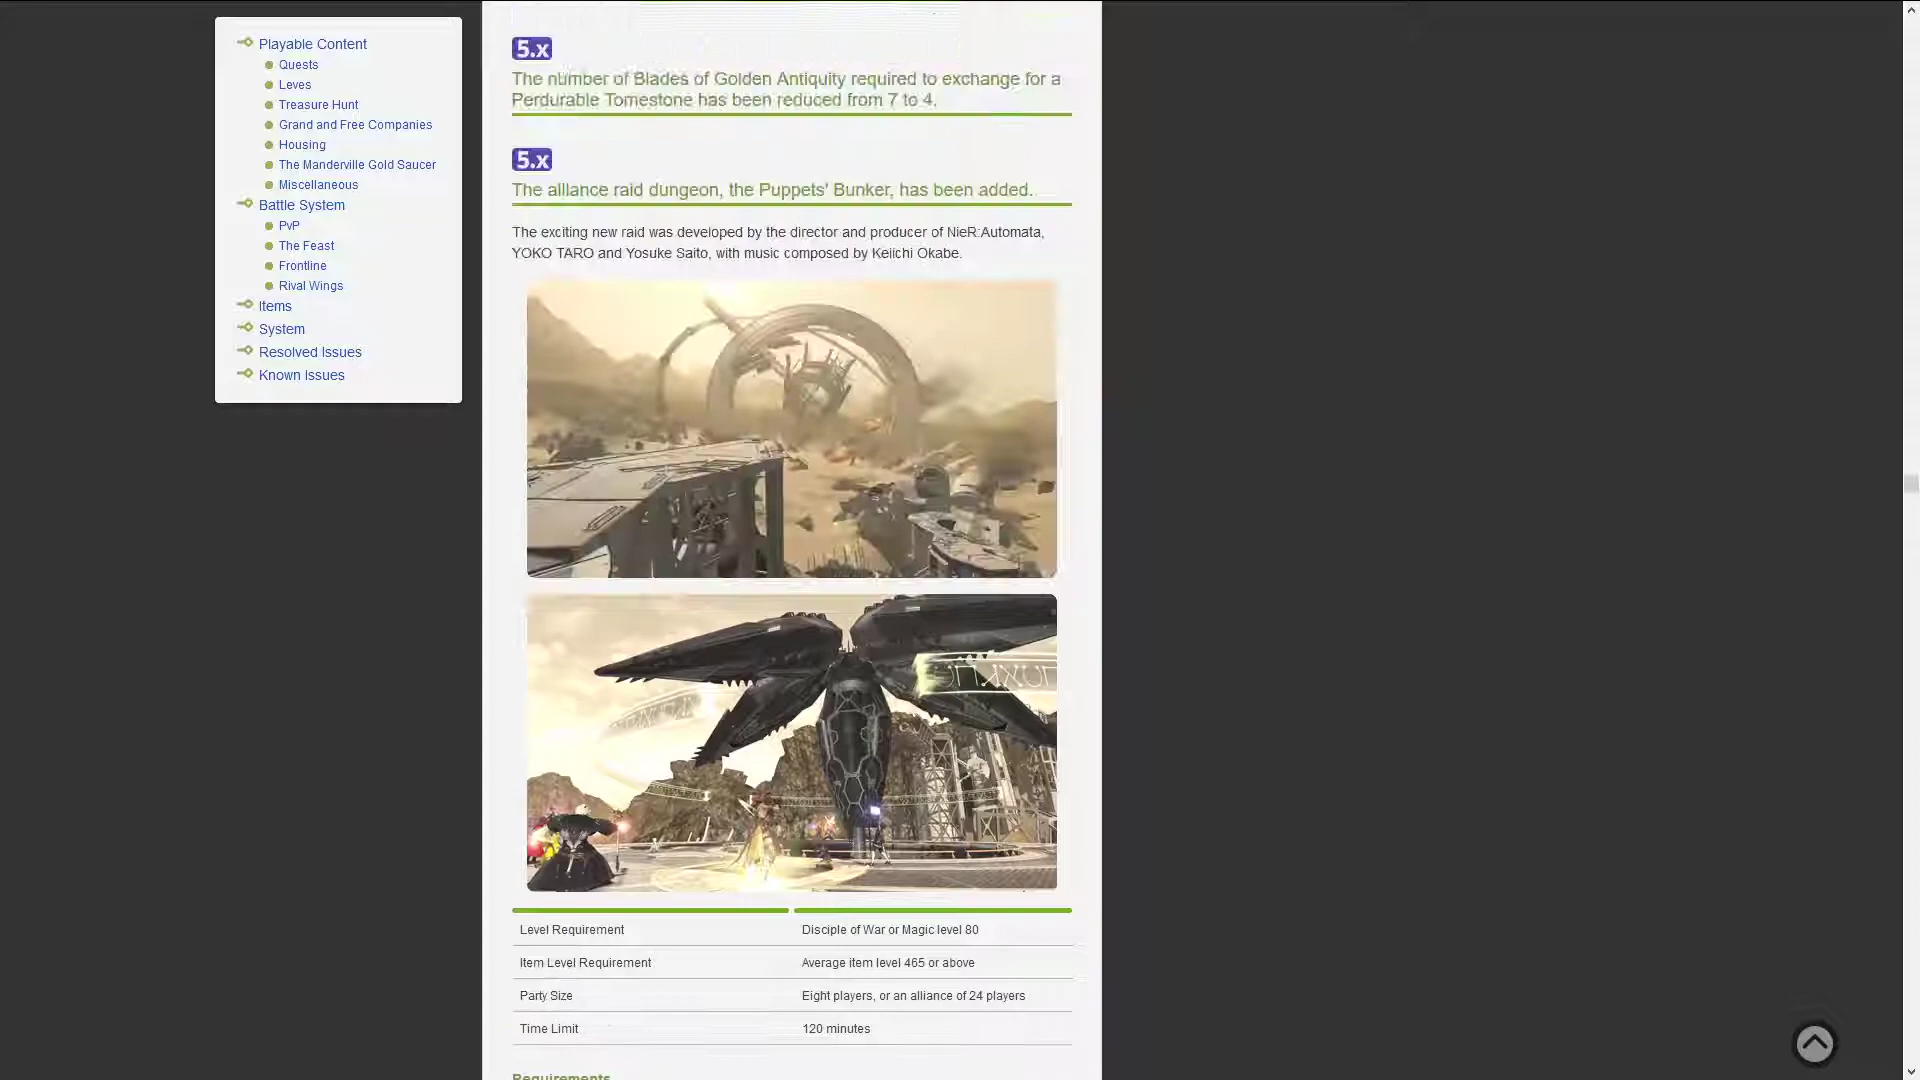 Playable Content
Quests
Leves
Treasure Hunt
Grand and Free Companies
Housing
The Manderville Gold Saucer
Miscellaneous
Battle System
PvP
The Feast
Frontline
Rival Wings
Items
System
Resolved Issues
Known Issues
5.x
The number of Blades of Golden Antiquity required to exchange for a
Perdurable Tomestone has been reduced from 7 to 4.
5.x
The alliance raid dungeon, the Puppets' Bunker, has been added.
The exciting new raid was developed by the director and producer of NieR:Automata,
YOKO TARO and Yosuke Saito, with music composed by Keiichi Okabe.
Level Requirement Disciple of War or Magic level 80
Item Level Requirement Average item level 465 or above
Party Size Eight players, or an alliance of 24 players
Time Limit 120 minutes
Requirements